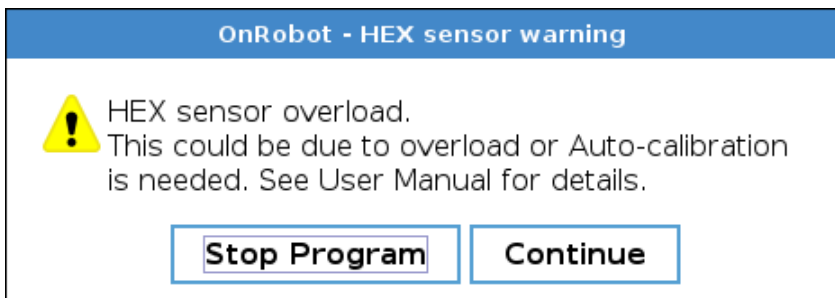 OnRobot - HEX sensor warning
HEX sensor overload.
This could be due to overload or Auto-calibration
is needed. See User Manual for details.
Stop Program Continue